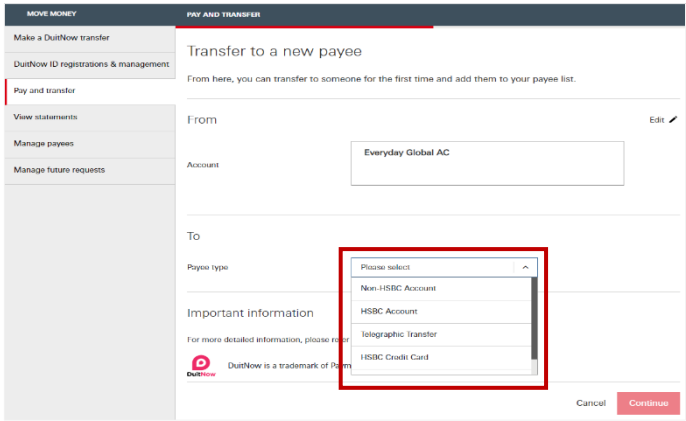 MOVE MONEY
PAY AND TRANSFER
Make a DuitNow transfer
DuitNow ID registrations & management
Pay and transfer
View statements
Manage payees
Manage future requests
Transfer to a new payee
From here, you can transfer to someone for the first time and add them to your payee list.
From
Edit
Account
Everyday Global AC
To
Payee type
Please select
Non-HSBC Account
HSBC Account
Telegraphic Transfer
HSBC Credit Card
Important information
For more detailed information, please refer
DuitNow
DuitNow is a trademark of Paym
Cancel
Continue